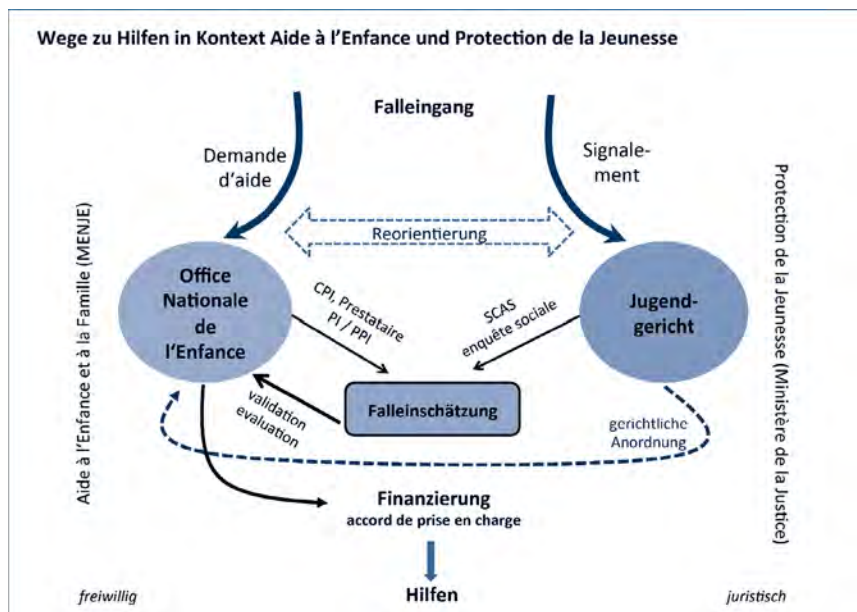 Wege zu Hilfen in Kontext Aide à l'Enfance und Protection de la Jeunesse
Falleingang
Demande
d'aide
Signale-
ment
Reorientierung
Aide à l'Enfance et à la Famille (MENJE)
Protection de la Jeunesse (Ministère de la Justice)
Office
Nationale
de
l'Enfance
Jugend-
gericht
CPI, Prestataire
PI / PPI
SCAS
enquête sociale
Falleinschätzung
validation
evaluation
gerichtliche
Anordnung
Finanzierung
accord de prise en charge
Hilfen
freiwillig
juristisch